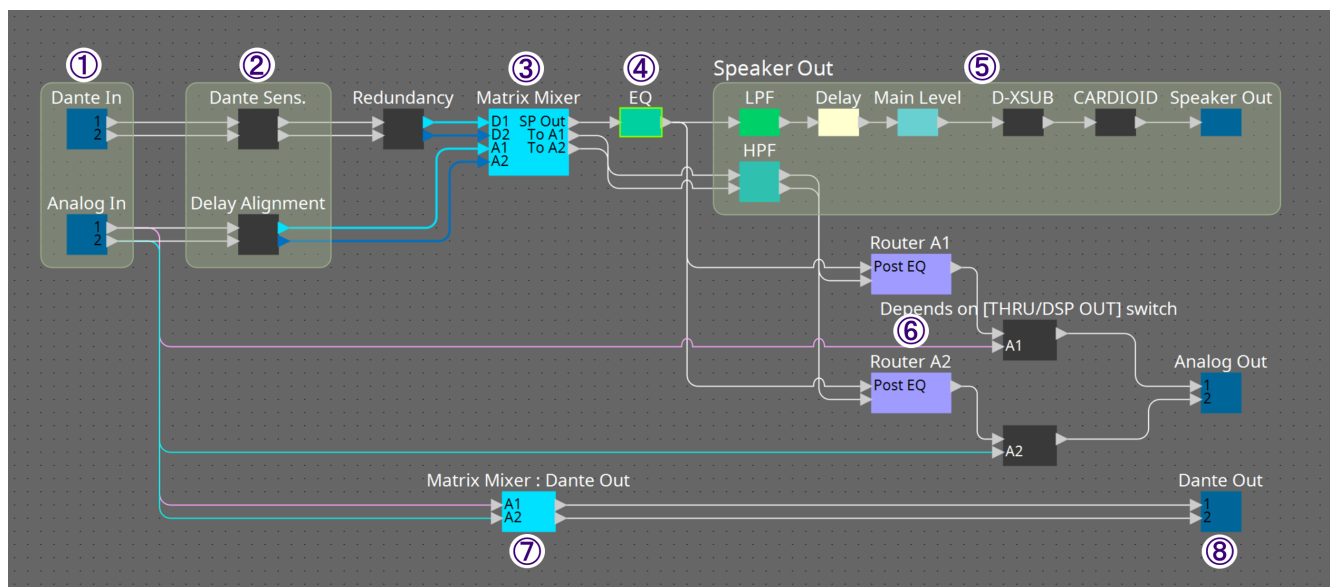 ① ② ③ ④ ⑤
Speaker Out
Dante In Dante Sens. Redundancy Matrix Mixer EQ LPF Delay Main Level D-XSUB CARDIOID Speaker Out
1 D1 SP Out
2 D2 To A1
A1 To A2
A2
HPF
Analog In Delay Alignment
1
2
Router A1
Post EQ
Depends on [THRU/DSP OUT] switch
⑥
A1
Router A2 Analog Out
Post EQ 1
2
A2
Matrix Mixer : Dante Out Dante Out
A1 1
A2 2
⑦ ⑧